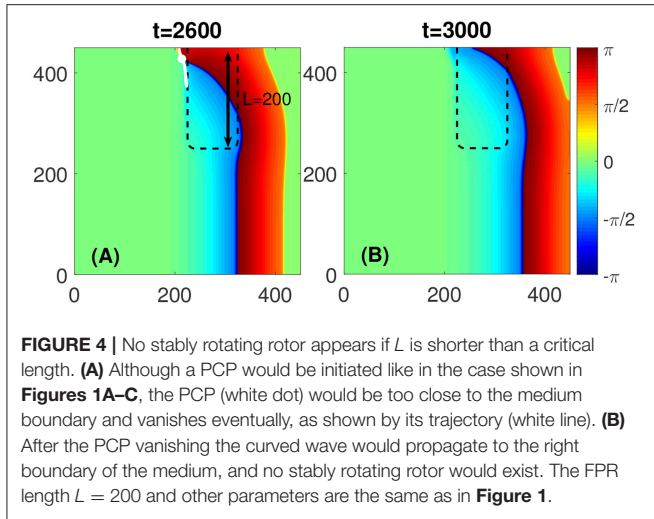 t=2600
t=3000
400
L=200
200
(A)
0
0
200
400
400
200
(B)
0
0
200
400
π
π/2
0
-π/2
-π
FIGURE 4 | No stably rotating rotor appears if L is shorter than a critical
length. (A) Although a PCP would be initiated like in the case shown in
Figures 1A–C, the PCP (white dot) would be too close to the medium
boundary and vanishes eventually, as shown by its trajectory (white line). (B)
After the PCP vanishing the curved wave would propagate to the right
boundary of the medium, and no stably rotating rotor would exist. The FPR
length L = 200 and other parameters are the same as in Figure 1.